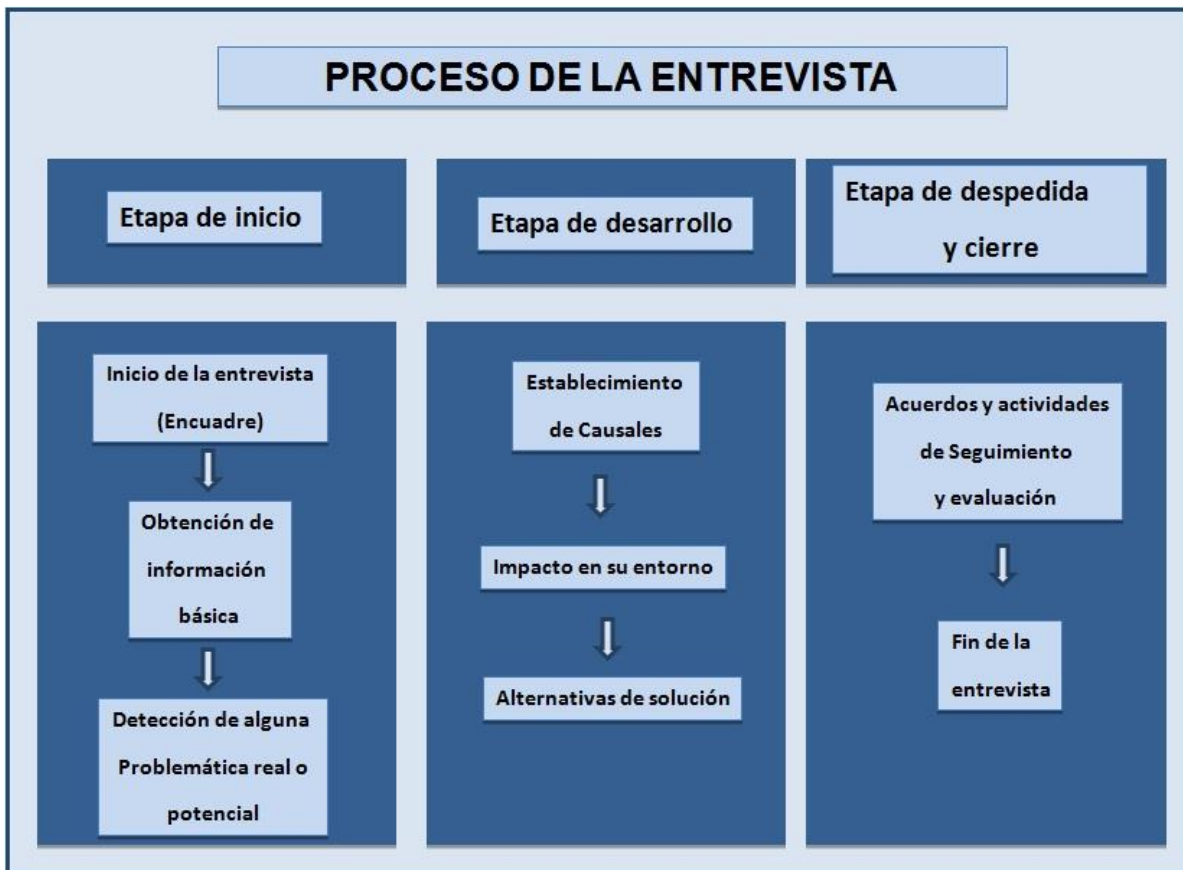 PROCESO DE LA ENTREVISTA
Etapa de inicio
Etapa de desarrollo
Etapa de despedida
y cierre
Inicio de la entrevista
(Encuadre)
Obtención de
información
básica
Detección de alguna
Problemática real o
potencial
Establecimiento
de Causales
Impacto en su entorno
Alternativas de solución
Acuerdos y actividades
de Seguimiento
y evaluación
Fin de la
entrevista